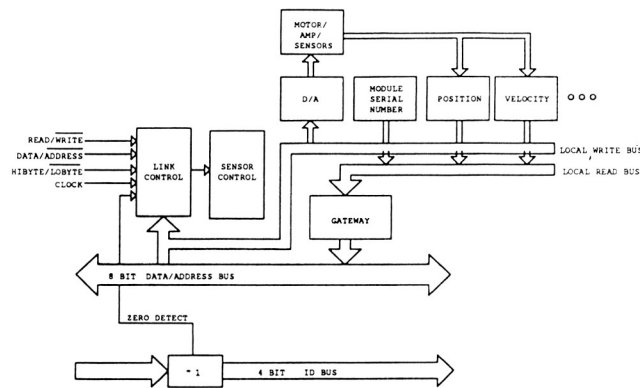 MOTOR/
AMP/
SENSORS
D/A
MODULE
SERIAL
NUMBER
POSITION
VELOCITY
READ/WRITE
DATA/ADDRESS
HIBYTE/LOBYTE
CLOCK
LINK
CONTROL
SENSOR
CONTROL
LOCAL WRITE BUS
LOCAL READ BUS
GATEWAY
8 BIT DATA/ADDRESS BUS
ZERO DETECT
- 1
4 BIT ID BUS